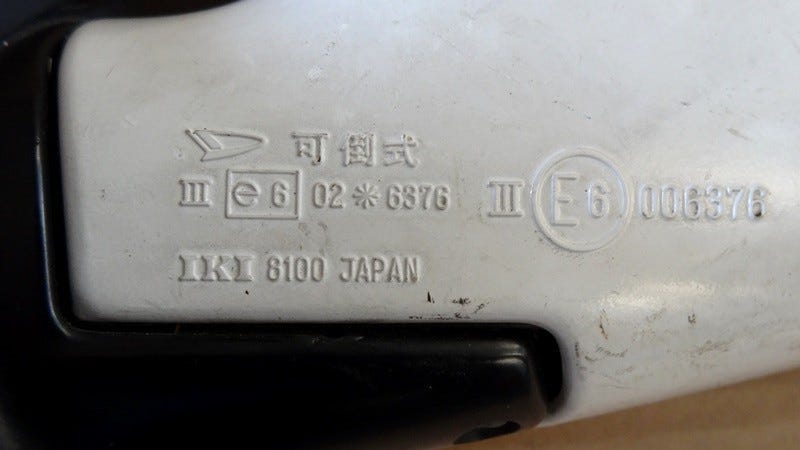 可倒式
III e6 02*6376 III E6 006376
IKI 8100 JAPAN